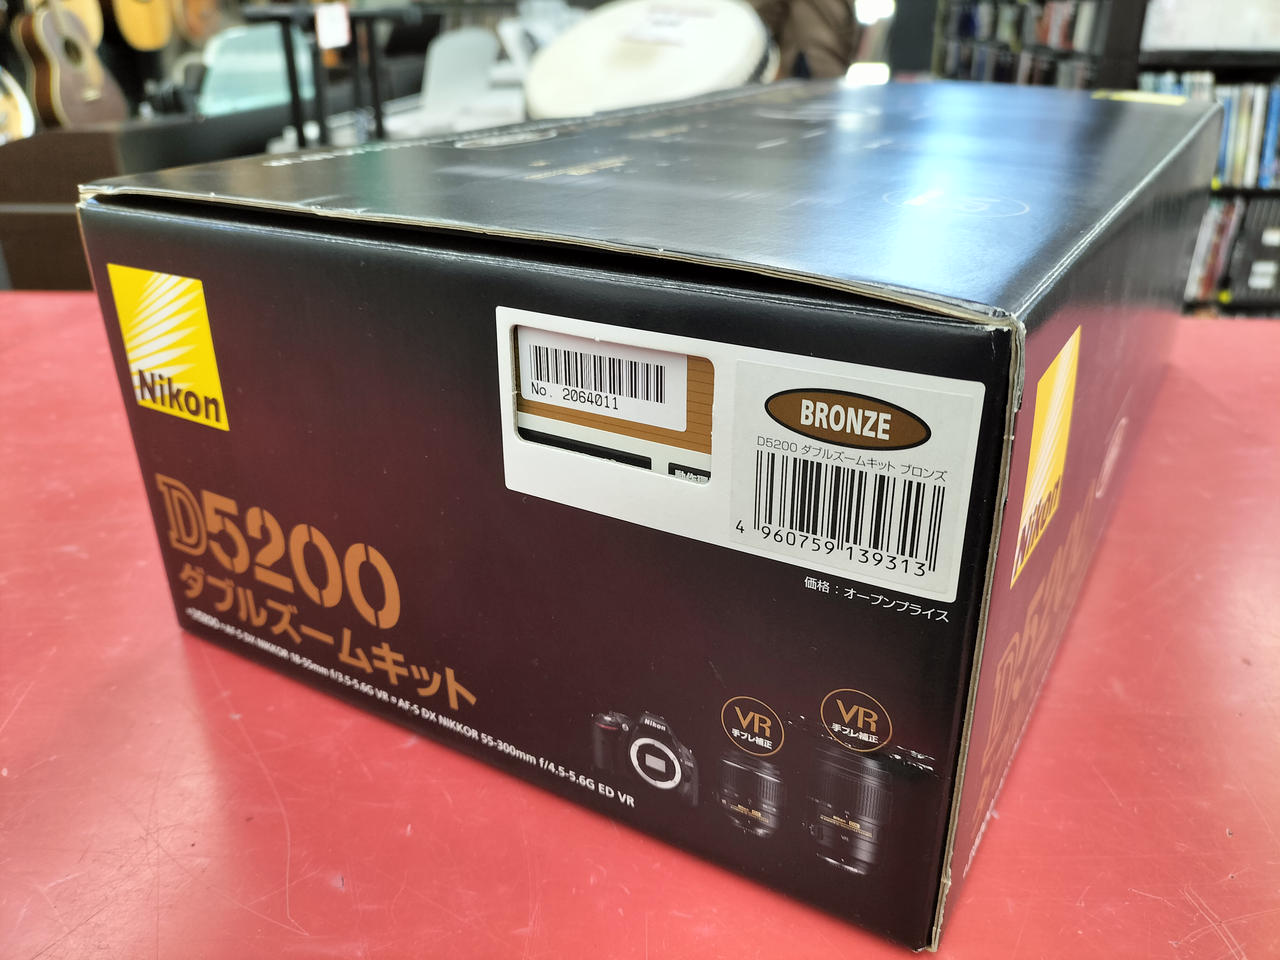 Nikon
No. 2064011
BRONZE
D5200 ダブルズームキット ブロンズ
4 960759 139313
価格：オープンプライス
D5200
ダブルズームキット
D5200 AF-S DX NIKKOR 18-55mm f/3.5-5.6G VR AF-S DX NIKKOR 55-300mm f/4.5-5.6G ED VR
Nikon
VR
手ブレ補正
VR
手ブレ補正
Nikon